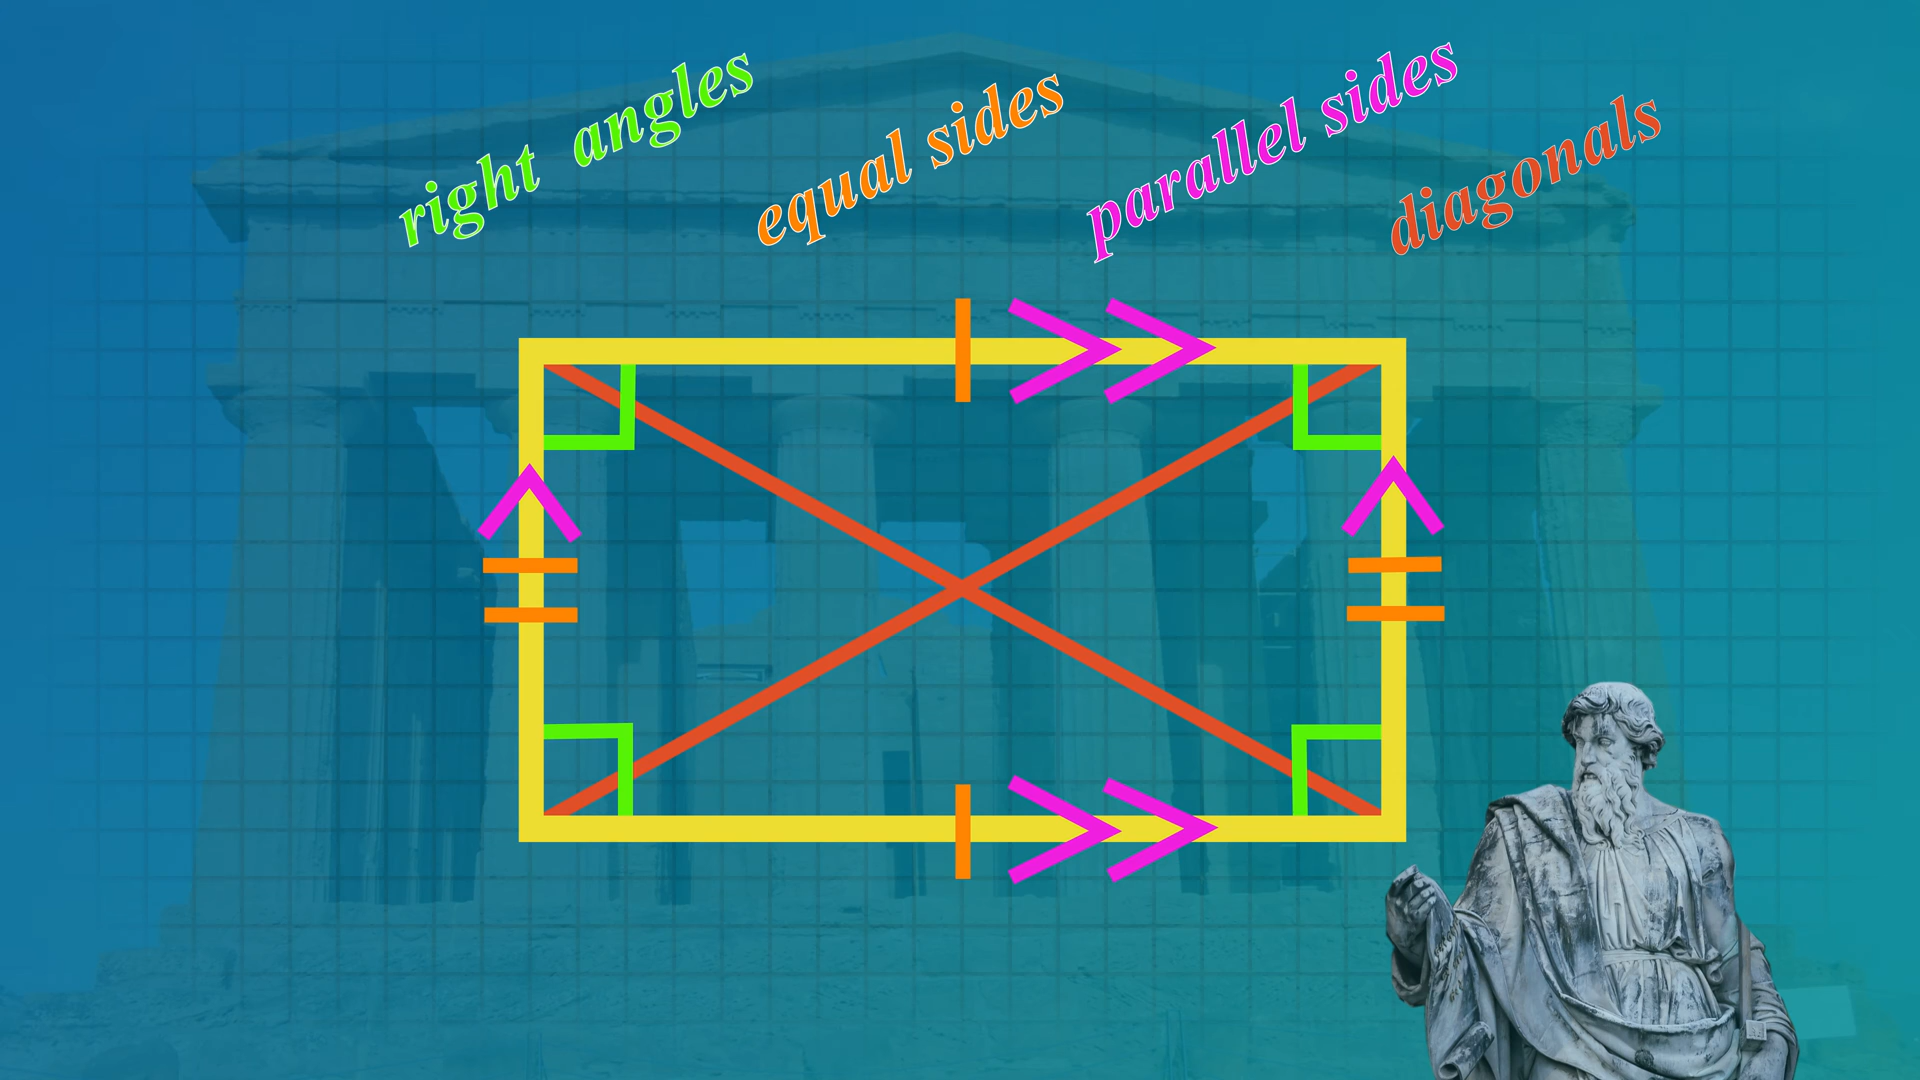 right angles
equal sides
parallel sides
diagonals